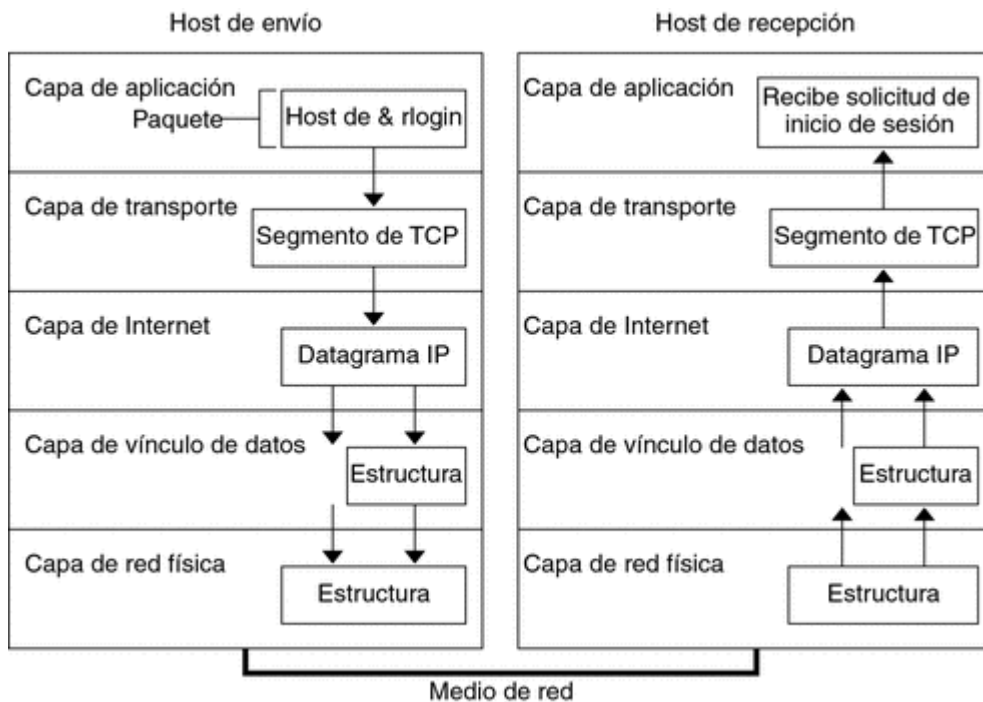 Host de envío
Capa de aplicación
Paquete
Host de & rlogin
Capa de transporte
Segmento de TCP
Capa de Internet
Datagrama IP
Capa de vínculo de datos
Estructura
Capa de red física
Estructura
Host de recepción
Capa de aplicación
Recibe solicitud de
inicio de sesión
Capa de transporte
Segmento de TCP
Capa de Internet
Datagrama IP
Capa de vínculo de datos
Estructura
Capa de red física
Estructura
Medio de red